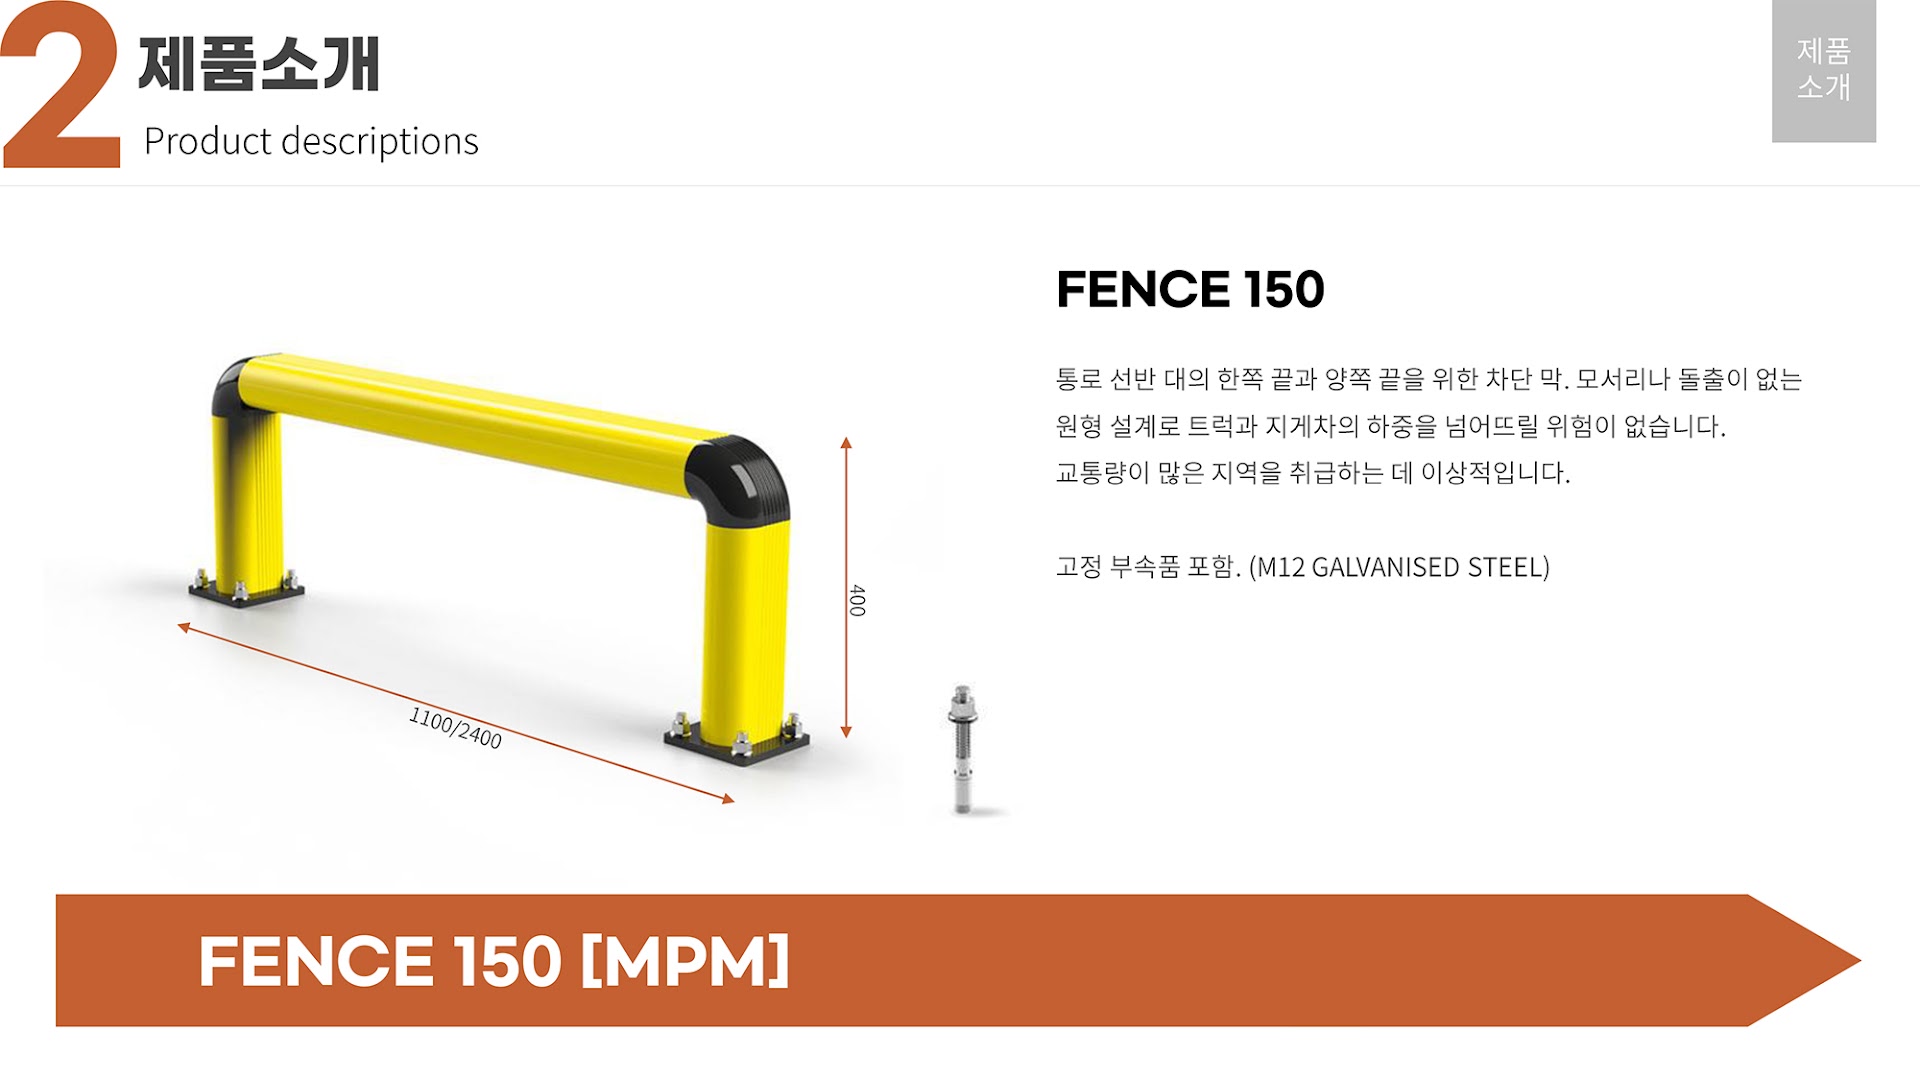 2
제품소개
Product descriptions
제품
소개
FENCE 150
통로 선반 대의 한쪽 끝과 양쪽 끝을 위한 차단 막. 모서리나 돌출이 없는
원형 설계로 트럭과 지게차의 하중을 넘어뜨릴 위험이 없습니다.
교통량이 많은 지역을 취급하는 데 이상적입니다.
고정 부속품 포함. (M12 GALVANISED STEEL)
400
1100/2400
FENCE 150 [MPM]